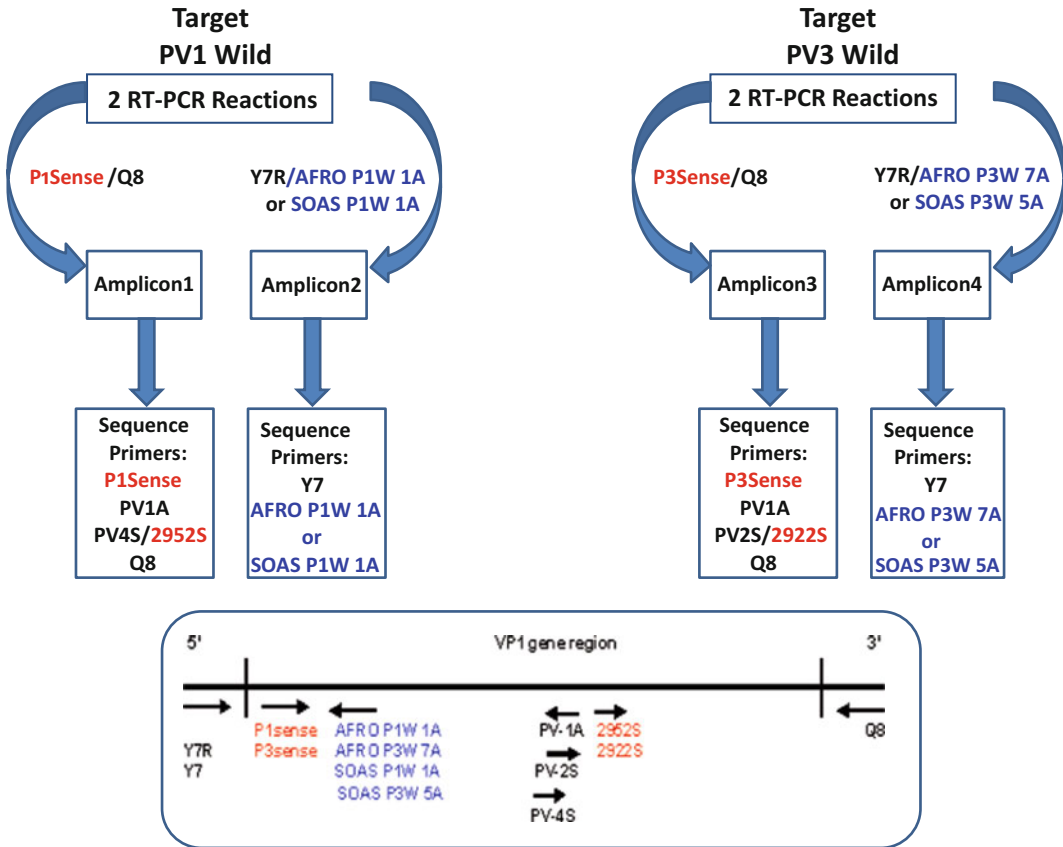 Target
PV1 Wild
2 RT-PCR Reactions
P1Sense /Q8
Y7R/AFRO P1W 1A
or SOAS P1W 1A
Amplicon1
Amplicon2
Sequence
Primers:
P1Sense
PV1A
PV4S/2952S
Q8
Sequence
Primers:
Y7
AFRO P1W 1A
or
SOAS P1W 1A
Target
PV3 Wild
2 RT-PCR Reactions
P3Sense/Q8
Y7R/AFRO P3W 7A
or SOAS P3W 5A
Amplicon3
Amplicon4
Sequence
Primers:
P3Sense
PV1A
PV2S/2922S
Q8
Sequence
Primers:
Y7
AFRO P3W 7A
or
SOAS P3W 5A
5' VP1 gene region 3'
Y7R
Y7
P1sense
P3sense
AFRO P1W 1A
AFRO P3W 7A
SOAS P1W 1A
SOAS P3W 5A
PV-1A
PV-2S
PV-4S
2952S
2922S
Q8